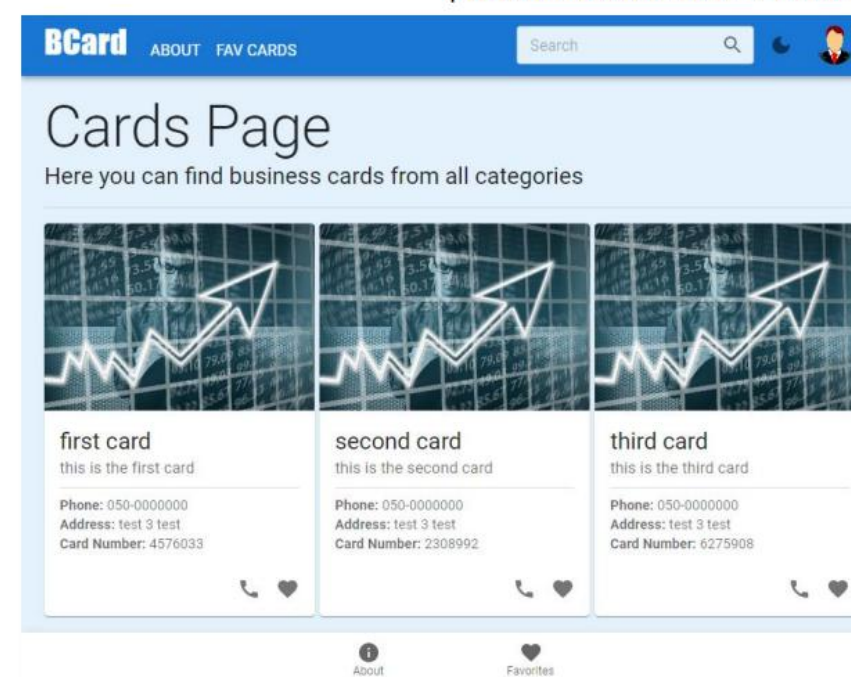 BCard ABOUT FAV CARDS Search
Cards Page
Here you can find business cards from all categories
first card
this is the first card
Phone: 050-0000000
Address: test 3 test
Card Number: 4576033
second card
this is the second card
Phone: 050-0000000
Address: test 3 test
Card Number: 2308992
third card
this is the third card
Phone: 050-0000000
Address: test 3 test
Card Number: 6275908
About
Favorites